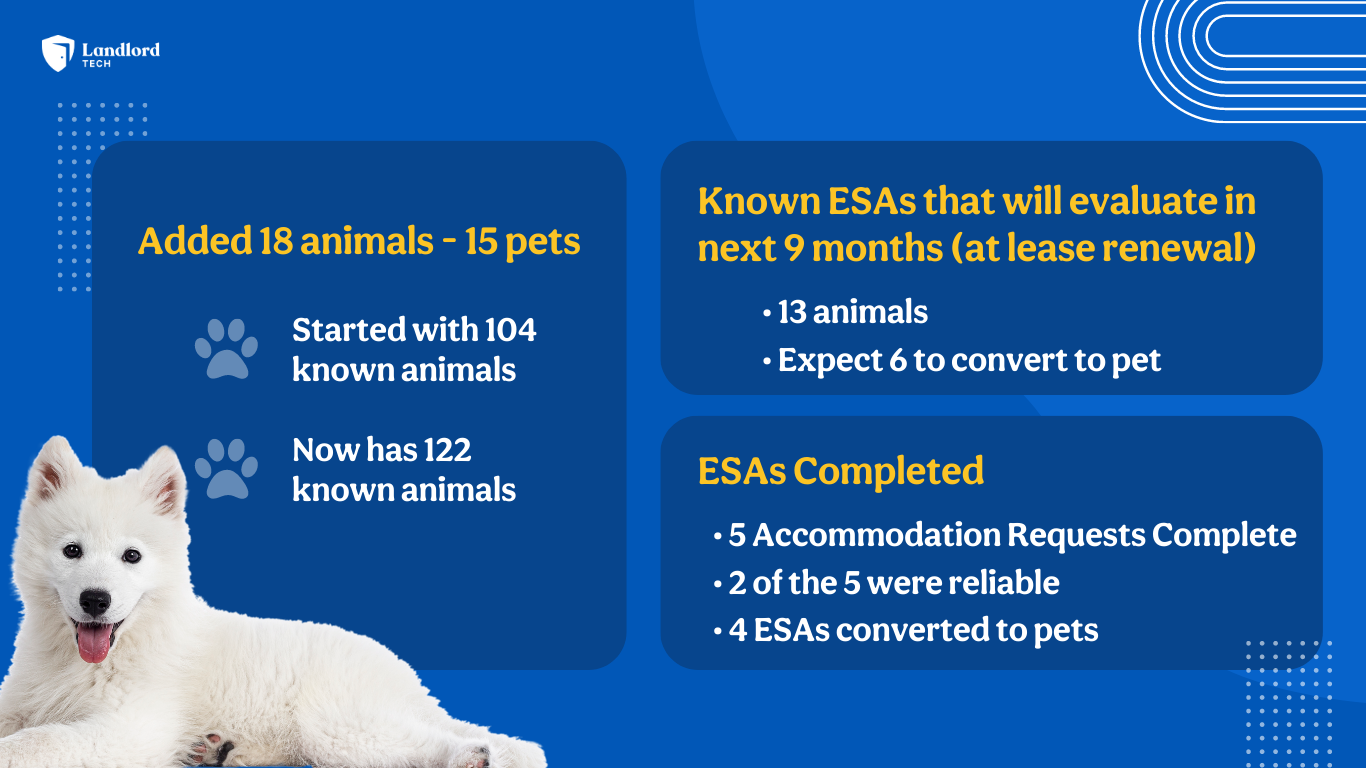 Landlord
TECH
Added 18 animals - 15 pets
Started with 104
known animals
Now has 122
known animals
Known ESAs that will evaluate in
next 9 months (at lease renewal)
• 13 animals
• Expect 6 to convert to pet
ESAs Completed
• 5 Accommodation Requests Complete
• 2 of the 5 were reliable
• 4 ESAs converted to pets